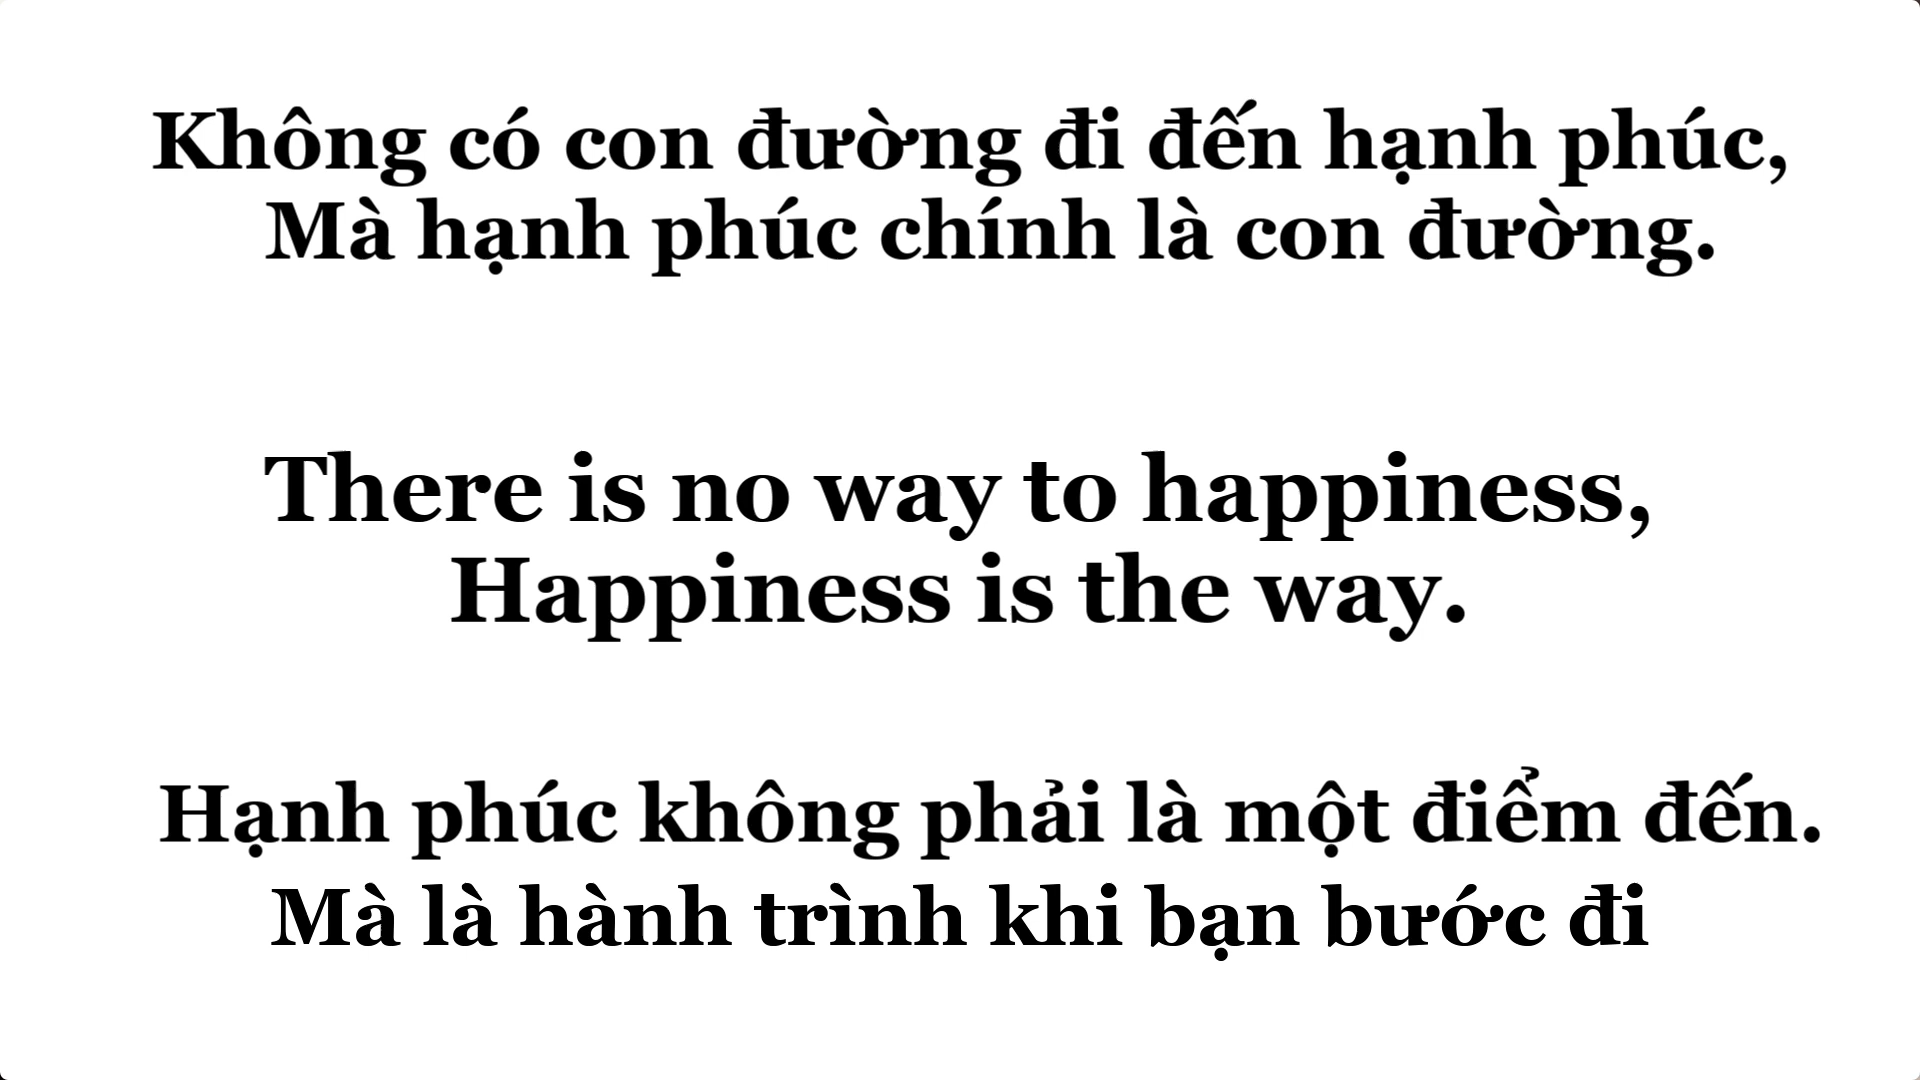 Không có con đường đi đến hạnh phúc,
Mà hạnh phúc chính là con đường.
There is no way to happiness,
Happiness is the way.
Hạnh phúc không phải là một điểm đến.
Mà là hành trình khi bạn bước đi